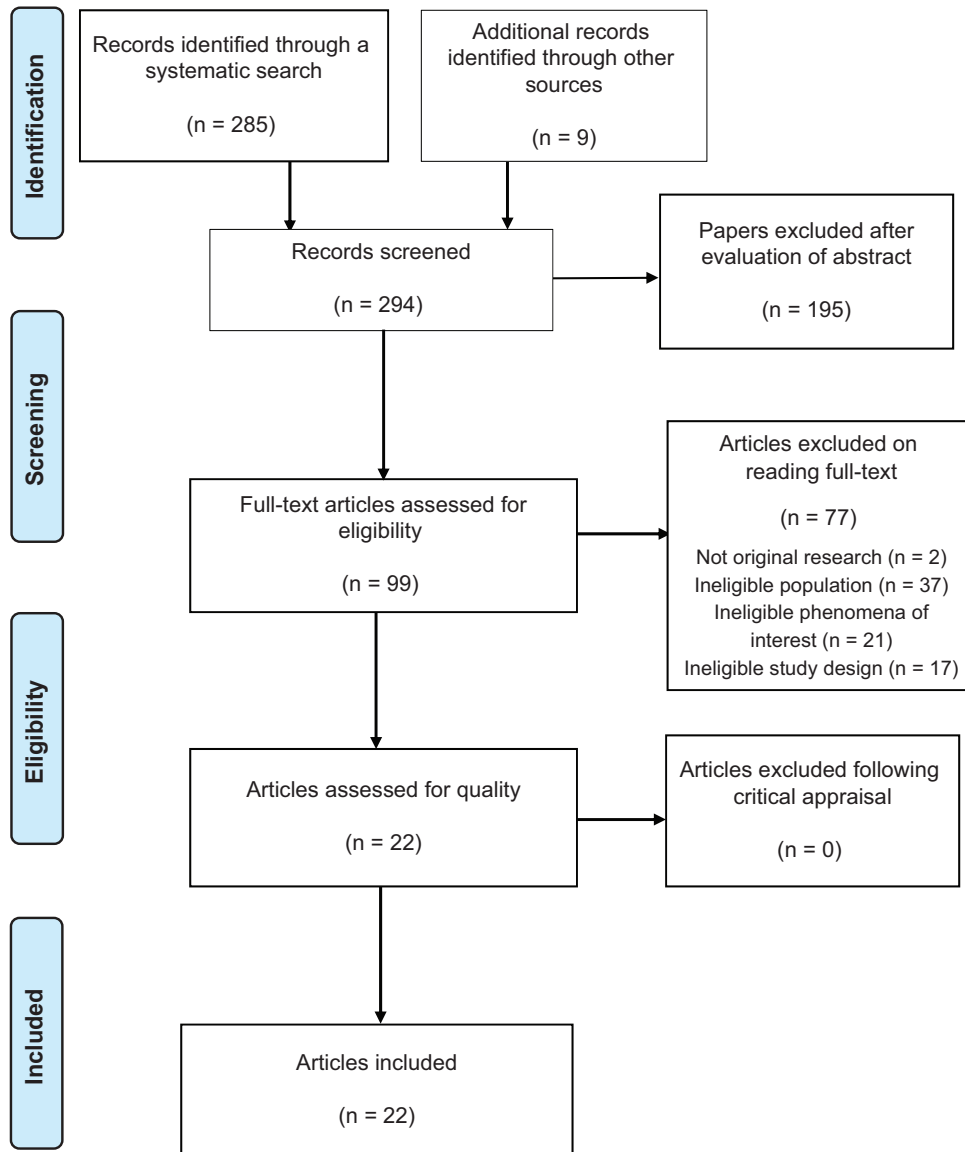 Identification
Records identified through a
systematic search
(n = 285)
Additional records
identified through other
sources
(n = 9)
Records screened
(n = 294)
Papers excluded after
evaluation of abstract
(n = 195)
Screening
Full-text articles assessed for
eligibility
(n = 99)
Articles excluded on
reading full-text
(n = 77)
Not original research (n = 2)
Ineligible population (n = 37)
Ineligible phenomena of
interest (n = 21)
Ineligible study design (n = 17)
Eligibility
Articles assessed for quality
(n = 22)
Articles excluded following
critical appraisal
(n = 0)
Included
Articles included
(n = 22)